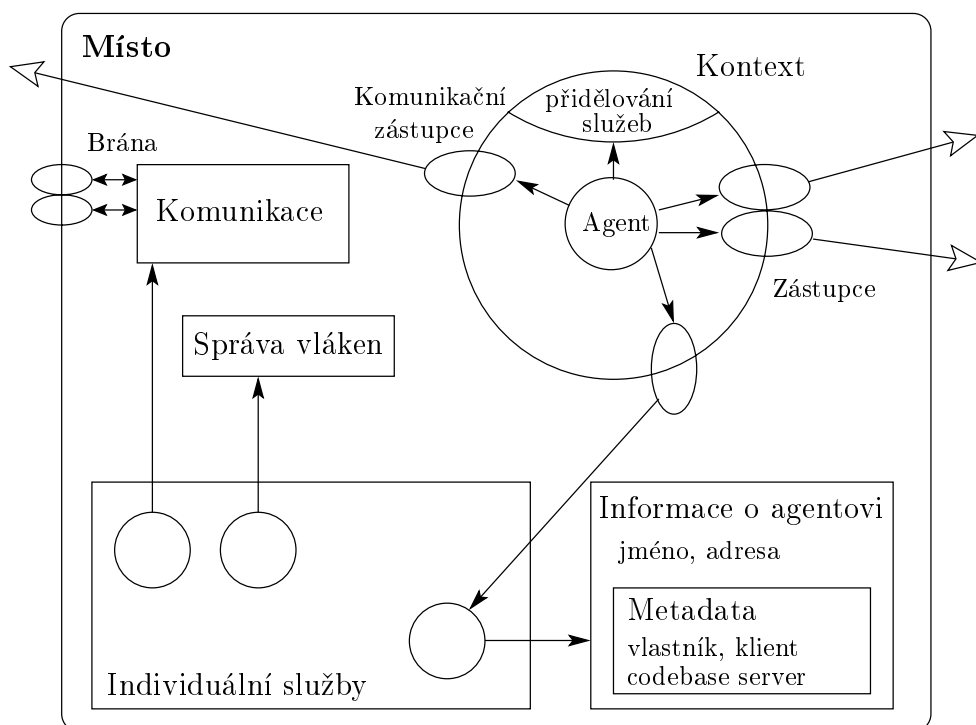 Místo
Kontext
Komunikační
zástupce
přidělování
služeb
Brána
Komunikace
Agent
Zástupce
Správa vláken
Informace o agentovi
jméno, adresa
Metadata
vlastník, klient
codebase server
Individuální služby